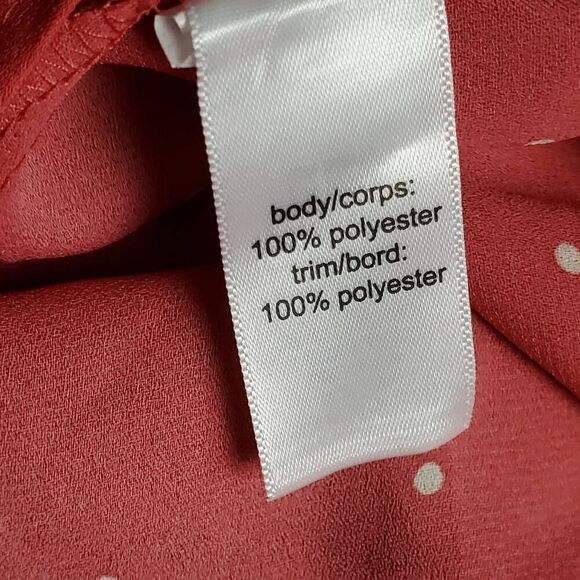 body/corps:
100% polyester
trim/bord:
100% polyester